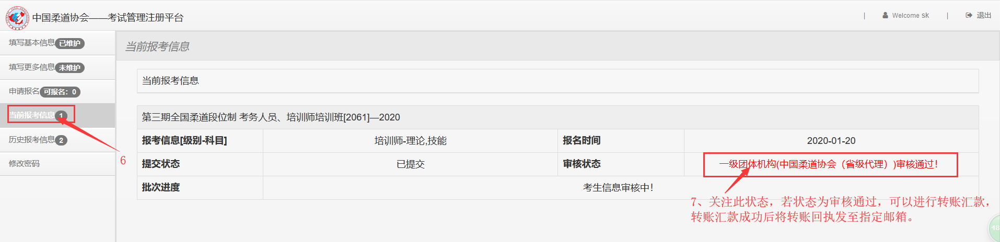 中国柔道协会——考试管理注册平台
Welcome sk
退出
填写基本信息 已维护
填写更多信息 未维护
申请报名 可报名：0
当前报考信息 1
历史报考信息 2
修改密码
6
当前报考信息
当前报考信息
第三期全国柔道段位制 考务人员、培训师培训班[2061]—2020
报考信息[级别-科目] 培训师-理论,技能 报名时间 2020-01-20
提交状态 已提交 审核状态 一级团体机构(中国柔道协会（省级代理）)审核通过！
批次进度 考生信息审核中！
7、关注此状态，若状态为审核通过，可以进行转账汇款，
转账汇款成功后将转账回执发至指定邮箱。
48